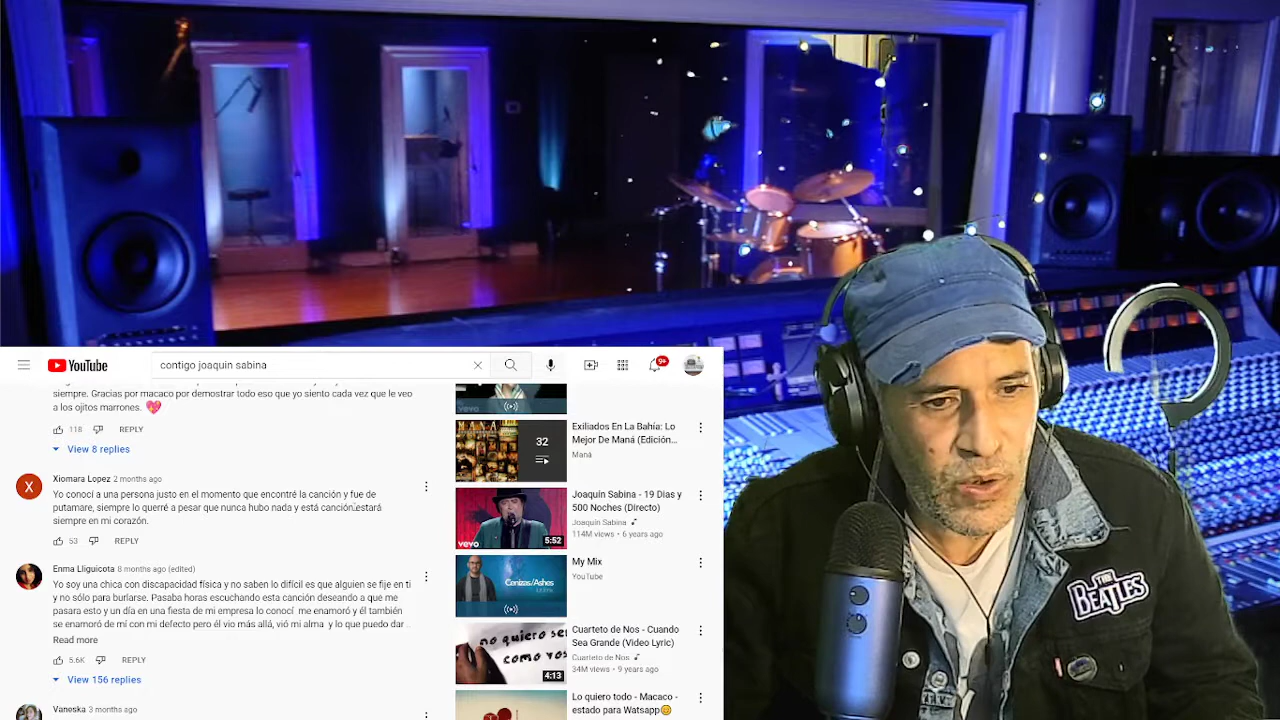 YouTube
contigo joaquin sabina
9+
siempre. Gracias por macaco por demostrar todo eso que yo siento cada vez que le veo
a los ojitos marrones. 💖
118 REPLY
View 8 replies
X
Xiomara Lopez 2 months ago
Yo conocí a una persona justo en el momento que encontré la canción y fue de
putamare, siempre lo querré a pesar que nunca hubo nada y está canción estará
siempre en mi corazón.
53 REPLY
Enma Lliguicota 8 months ago (edited)
Yo soy una chica con discapacidad física y no saben lo difícil es que alguien se fije en ti
y no sólo para burlarse. Pasaba horas escuchando esta canción deseando a que me
pasara esto y un día en una fiesta de mi empresa lo conocí me enamoró y él también
se enamoró de mí con mi defecto pero él vio más allá, vió mi alma y lo que puedo dar
Read more
5.6K REPLY
View 156 replies
Vaneska 3 months ago
vevo
32
Exiliados En La Bahía: Lo
Mejor De Maná (Edición...
Maná
vevo
5:52
Joaquín Sabina - 19 Dias y
500 Noches (Directo)
Joaquín Sabina
114M views • 6 years ago
Cenizas/Ashes
My Mix
YouTube
no quiero ser
como vos
4:13
Cuarteto de Nos - Cuando
Sea Grande (Video Lyric)
Cuarteto de Nos
34M views • 9 years ago
Lo quiero todo - Macaco -
estado para Watsapp😊
THE
BEATLES